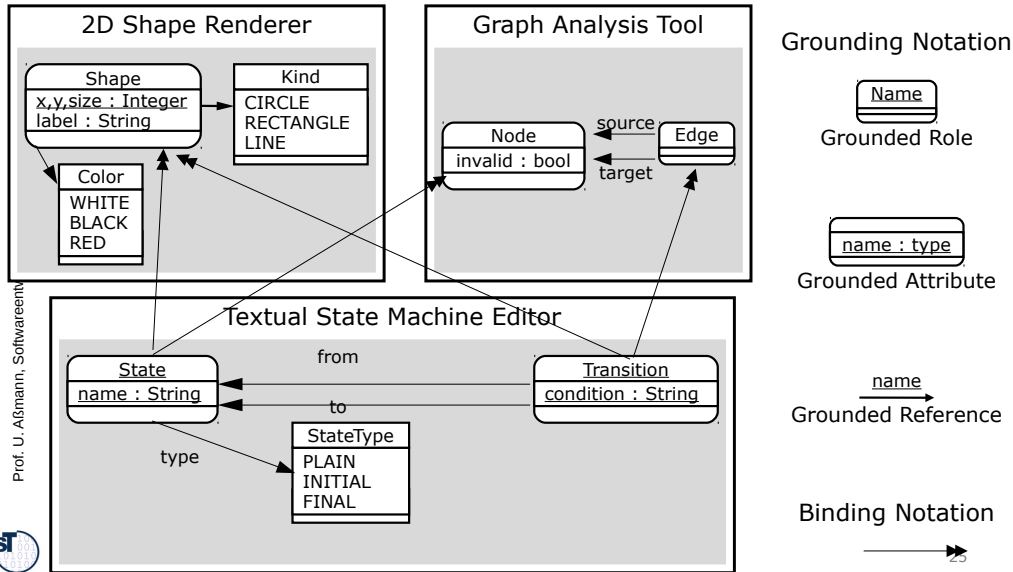 2D Shape Renderer
Shape
x,y,size : Integer
label : String
Kind
CIRCLE
RECTANGLE
LINE
Color
WHITE
BLACK
RED
Graph Analysis Tool
Node
invalid : bool
source
target
Edge
Textual State Machine Editor
State
name : String
from
to
Transition
condition : String
type
StateType
PLAIN
INITIAL
FINAL
Grounding Notation
Name
Grounded Role
name : type
Grounded Attribute
name
Grounded Reference
Binding Notation
25
Prof. U. Aßmann,
ST